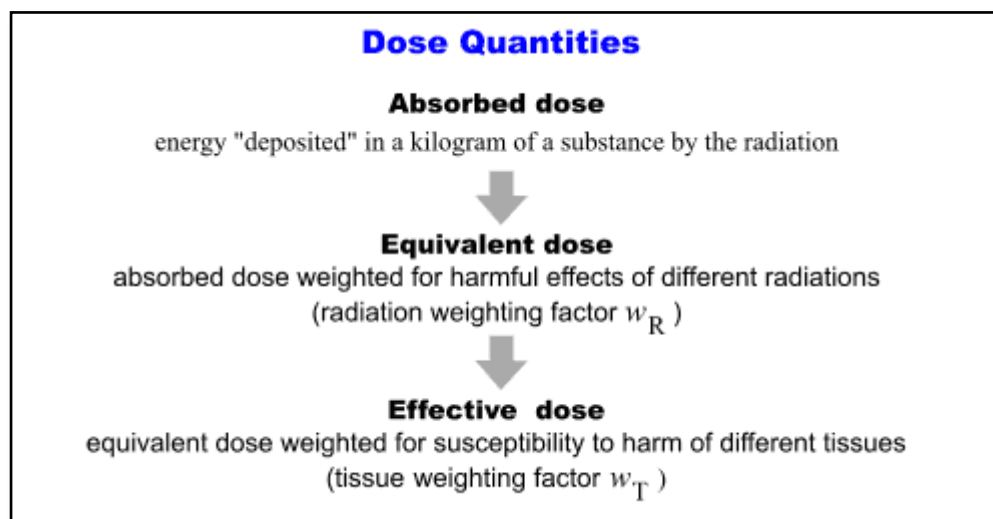 Dose Quantities
Absorbed dose
energy "deposited" in a kilogram of a substance by the radiation
Equivalent dose
absorbed dose weighted for harmful effects of different radiations
(radiation weighting factor w_R )
Effective dose
equivalent dose weighted for susceptibility to harm of different tissues
(tissue weighting factor w_T )